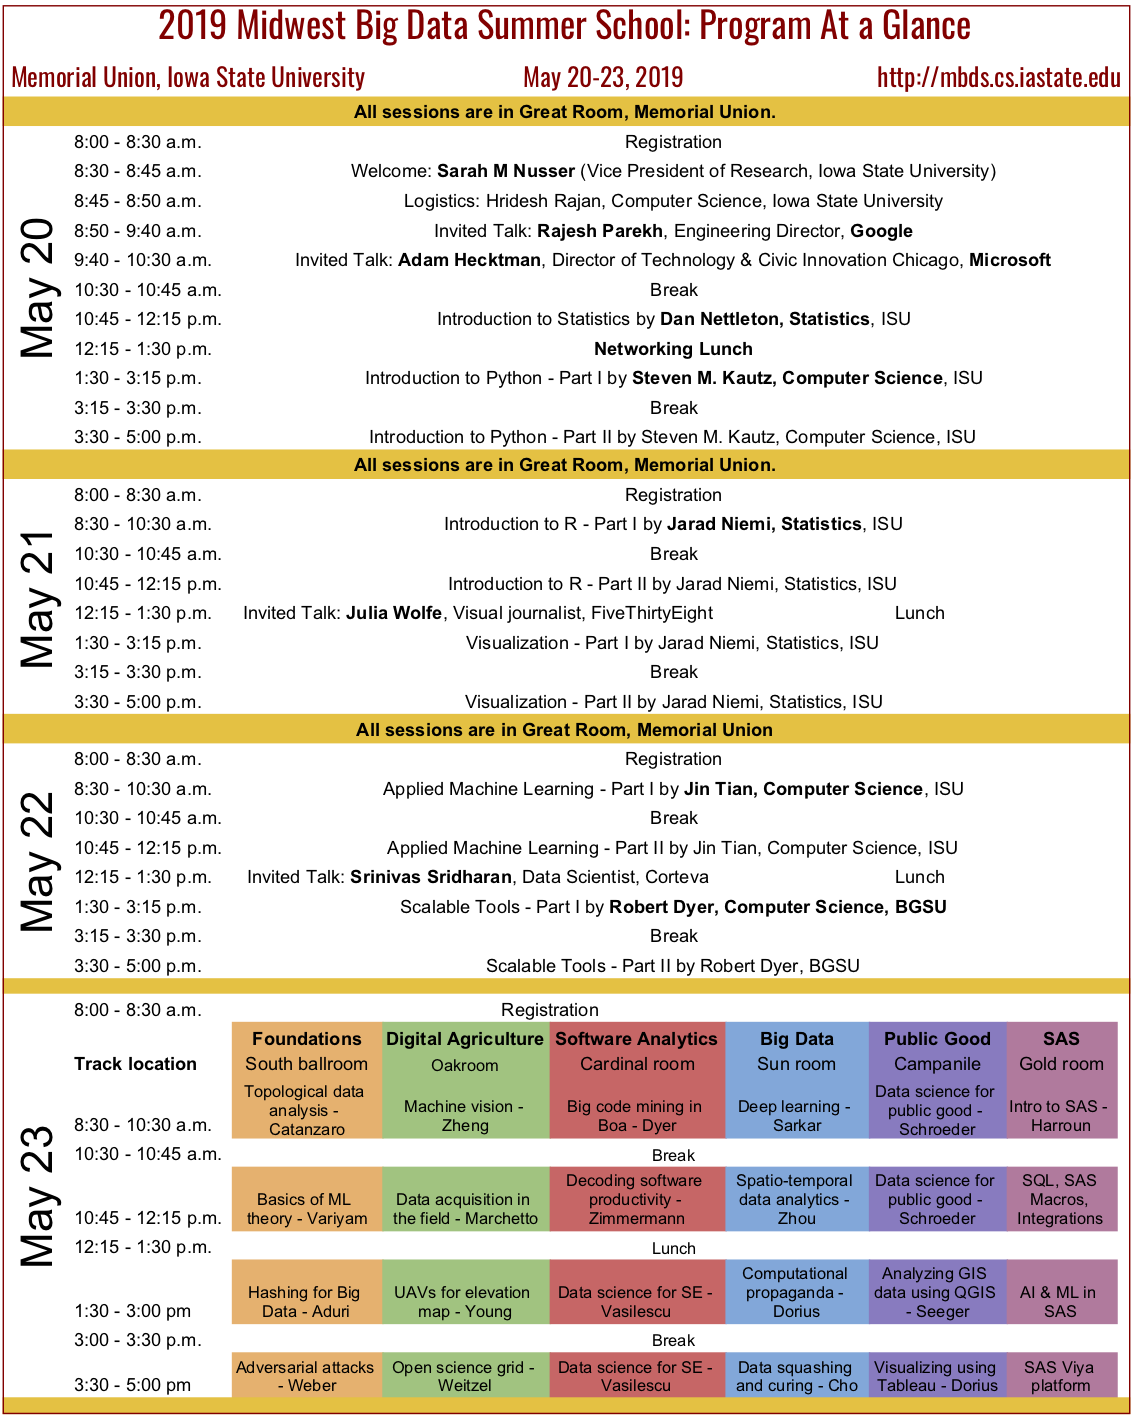 2019 Midwest Big Data Summer School: Program At a Glance
Memorial Union, Iowa State University May 20-23, 2019 http://mbds.cs.iastate.edu
All sessions are in Great Room, Memorial Union.
May 20
8:00 - 8:30 a.m. Registration
8:30 - 8:45 a.m. Welcome: Sarah M Nusser (Vice President of Research, Iowa State University)
8:45 - 8:50 a.m. Logistics: Hridesh Rajan, Computer Science, Iowa State University
8:50 - 9:40 a.m. Invited Talk: Rajesh Parekh, Engineering Director, Google
9:40 - 10:30 a.m. Invited Talk: Adam Hecktman, Director of Technology & Civic Innovation Chicago, Microsoft
10:30 - 10:45 a.m. Break
10:45 - 12:15 p.m. Introduction to Statistics by Dan Nettleton, Statistics, ISU
12:15 - 1:30 p.m. Networking Lunch
1:30 - 3:15 p.m. Introduction to Python - Part I by Steven M. Kautz, Computer Science, ISU
3:15 - 3:30 p.m. Break
3:30 - 5:00 p.m. Introduction to Python - Part II by Steven M. Kautz, Computer Science, ISU
All sessions are in Great Room, Memorial Union.
May 21
8:00 - 8:30 a.m. Registration
8:30 - 10:30 a.m. Introduction to R - Part I by Jarad Niemi, Statistics, ISU
10:30 - 10:45 a.m. Break
10:45 - 12:15 p.m. Introduction to R - Part II by Jarad Niemi, Statistics, ISU
12:15 - 1:30 p.m. Invited Talk: Julia Wolfe, Visual journalist, FiveThirtyEight Lunch
1:30 - 3:15 p.m. Visualization - Part I by Jarad Niemi, Statistics, ISU
3:15 - 3:30 p.m. Break
3:30 - 5:00 p.m. Visualization - Part II by Jarad Niemi, Statistics, ISU
All sessions are in Great Room, Memorial Union
May 22
8:00 - 8:30 a.m. Registration
8:30 - 10:30 a.m. Applied Machine Learning - Part I by Jin Tian, Computer Science, ISU
10:30 - 10:45 a.m. Break
10:45 - 12:15 p.m. Applied Machine Learning - Part II by Jin Tian, Computer Science, ISU
12:15 - 1:30 p.m. Invited Talk: Srinivas Sridharan, Data Scientist, Corteva Lunch
1:30 - 3:15 p.m. Scalable Tools - Part I by Robert Dyer, Computer Science, BGSU
3:15 - 3:30 p.m. Break
3:30 - 5:00 p.m. Scalable Tools - Part II by Robert Dyer, BGSU
May 23
8:00 - 8:30 a.m. Registration
Foundations Digital Agriculture Software Analytics Big Data Public Good SAS
Track location South ballroom Oakroom Cardinal room Sun room Campanile Gold room
8:30 - 10:30 a.m.
Topological data
analysis -
Catanzaro
Machine vision -
Zheng
Big code mining in
Boa - Dyer
Deep learning -
Sarkar
Data science for
public good -
Schroeder
Intro to SAS -
Harroun
10:30 - 10:45 a.m. Break
10:45 - 12:15 p.m.
Basics of ML
theory - Variyam
Data acquisition in
the field - Marchetto
Decoding software
productivity -
Zimmermann
Spatio-temporal
data analytics -
Zhou
Data science for
public good -
Schroeder
SQL, SAS
Macros,
Integrations
12:15 - 1:30 p.m. Lunch
1:30 - 3:00 pm
Hashing for Big
Data - Aduri
UAVs for elevation
map - Young
Data science for SE -
Vasilescu
Computational
propaganda -
Dorius
Analyzing GIS
data using QGIS
- Seeger
AI & ML in
SAS
3:00 - 3:30 p.m. Break
3:30 - 5:00 pm
Adversarial attacks
- Weber
Open science grid -
Weitzel
Data science for SE -
Vasilescu
Data squashing
and curing - Cho
Visualizing using
Tableau - Dorius
SAS Viya
platform